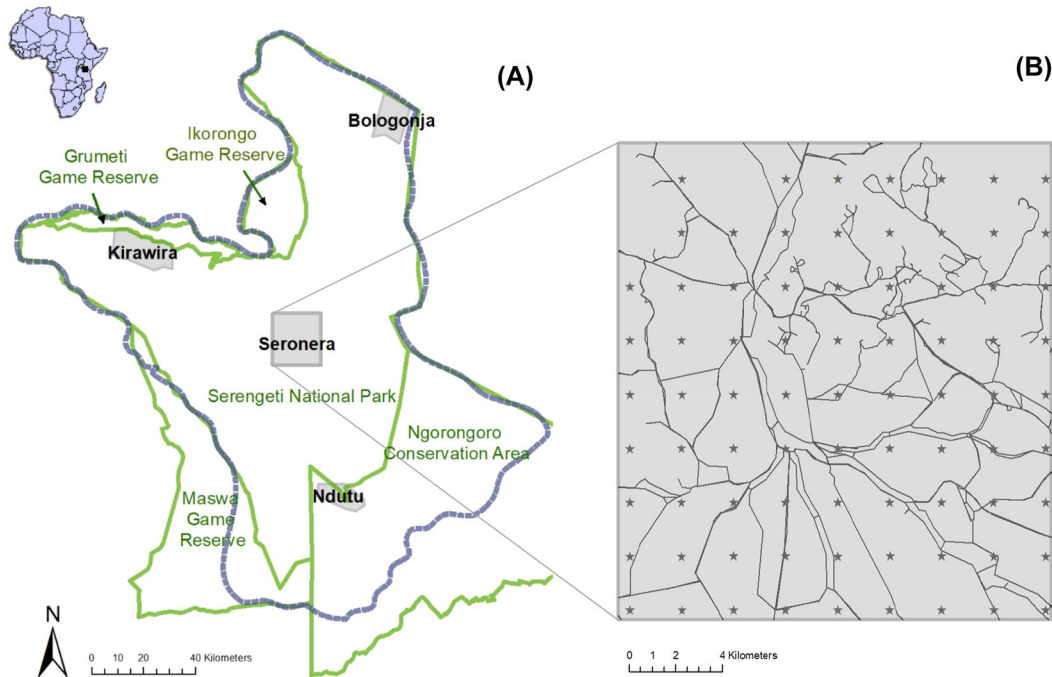 (A)
(B)
Bologonja
Ikorongo
Game Reserve
Grumeti
Game Reserve
Kirawira
Seronera
Serengeti National Park
Ngorongoro
Conservation Area
Ndutu
Maswa
Game
Reserve
N
0 10 20 40 Kilometers
0 1 2 4 Kilometers